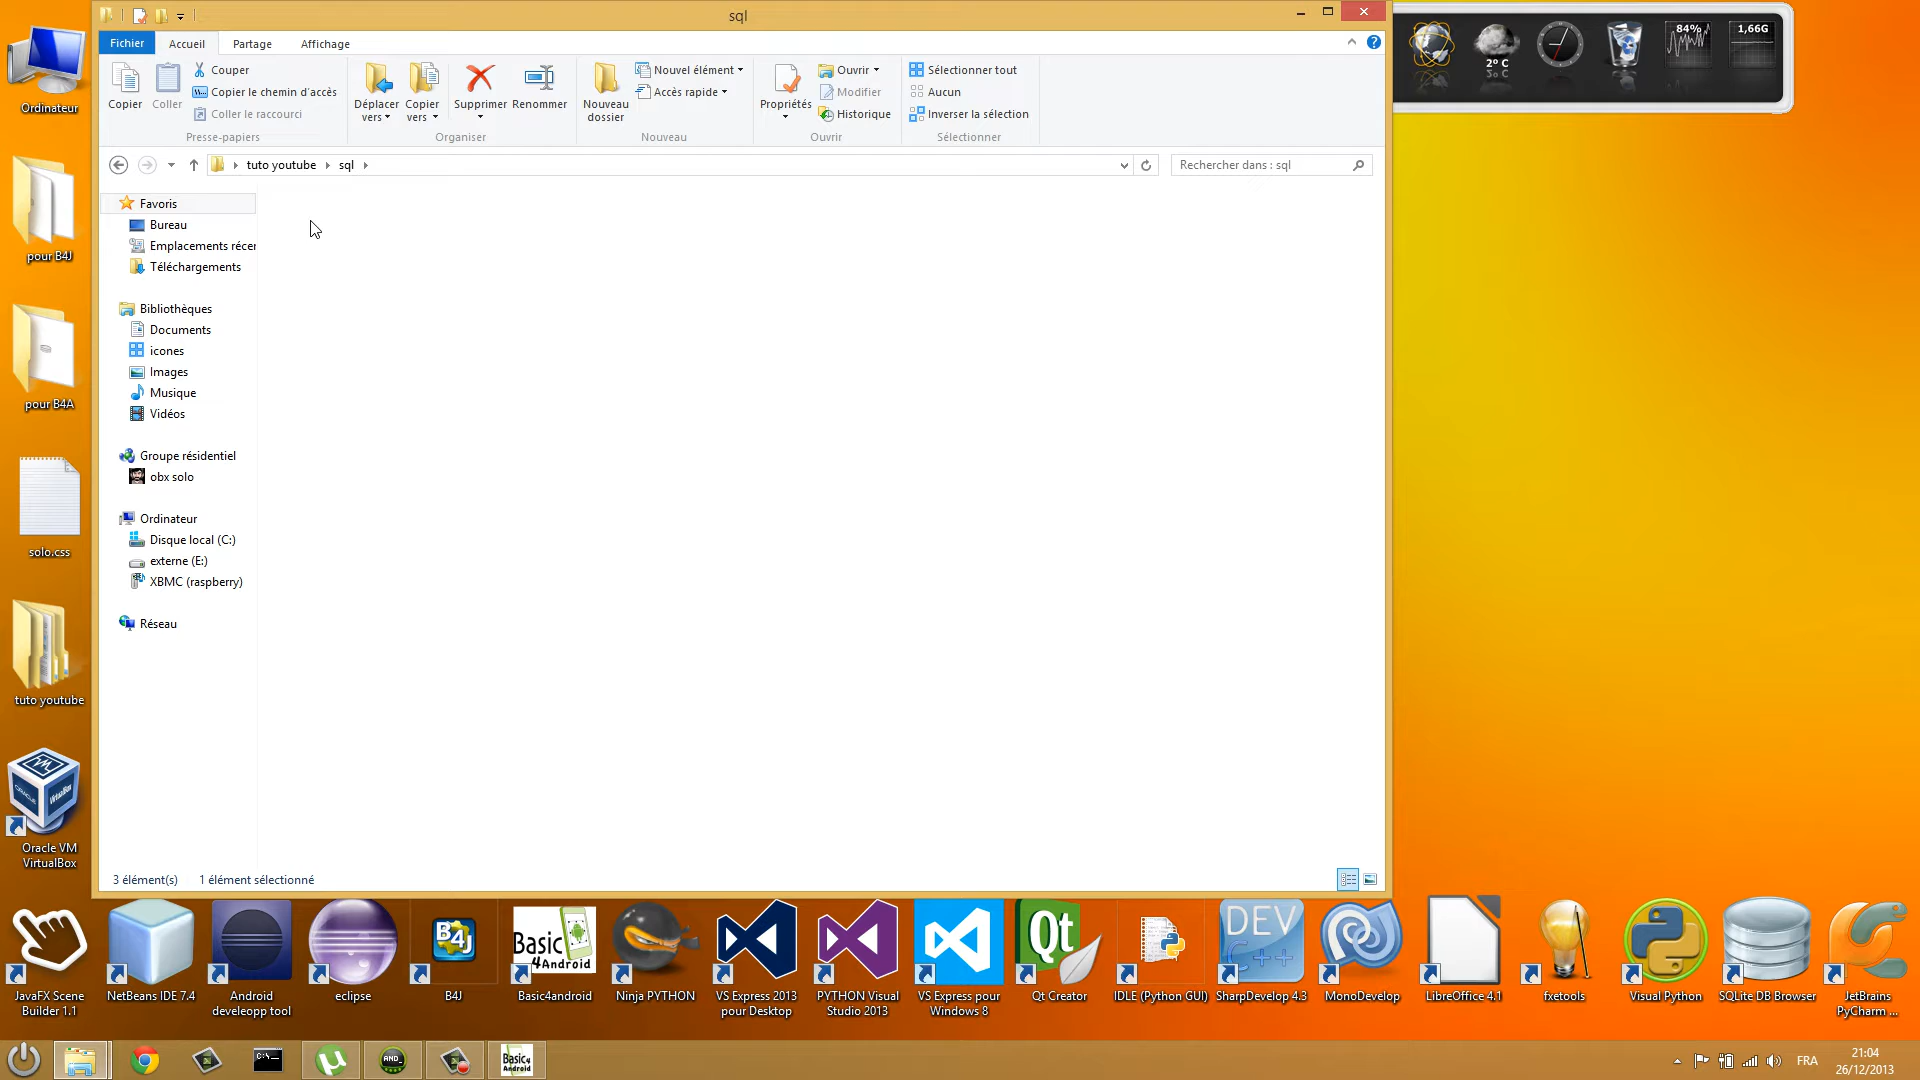 sql
Fichier
Accueil
Partage
Affichage
Copier
Coller
Couper
Copier le chemin d'accès
Coller le raccourci
Presse-papiers
Déplacer vers
Copier vers
Supprimer
Renommer
Organiser
Nouveau dossier
Nouvel élément
Accès rapide
Nouveau
Propriétés
Ouvrir
Modifier
Historique
Ouvrir
Sélectionner tout
Aucun
Inverser la sélection
Sélectionner
tuto youtube
sql
Rechercher dans : sql
Favoris
Bureau
Emplacements récer
Téléchargements
Bibliothèques
Documents
icones
Images
Musique
Vidéos
Groupe résidentiel
obx solo
Ordinateur
Disque local (C:)
externe (E:)
XBMC (raspberry)
Réseau
3 élément(s)
1 élément sélectionné
2° C
84%
1,66G
Ordinateur
pour B4J
pour B4A
solo.css
tuto youtube
Oracle VM
VirtualBox
JavaFX Scene
Builder 1.1
NetBeans IDE 7.4
Android
develeopp tool
eclipse
B4J
B4J
Basic
4Android
Basic4android
Ninja PYTHON
VS Express 2013
pour Desktop
PYTHON Visual
Studio 2013
VS Express pour
Windows 8
Qt
Qt Creator
IDLE (Python GUI)
DEV
C++
SharpDevelop 4.3
MonoDevelop
LibreOffice 4.1
fxetools
Visual Python
SQLite DB Browser
JetBrains
PyCharm ...
C:\_
AND_
Basic4
Android
FRA
21:04
26/12/2013